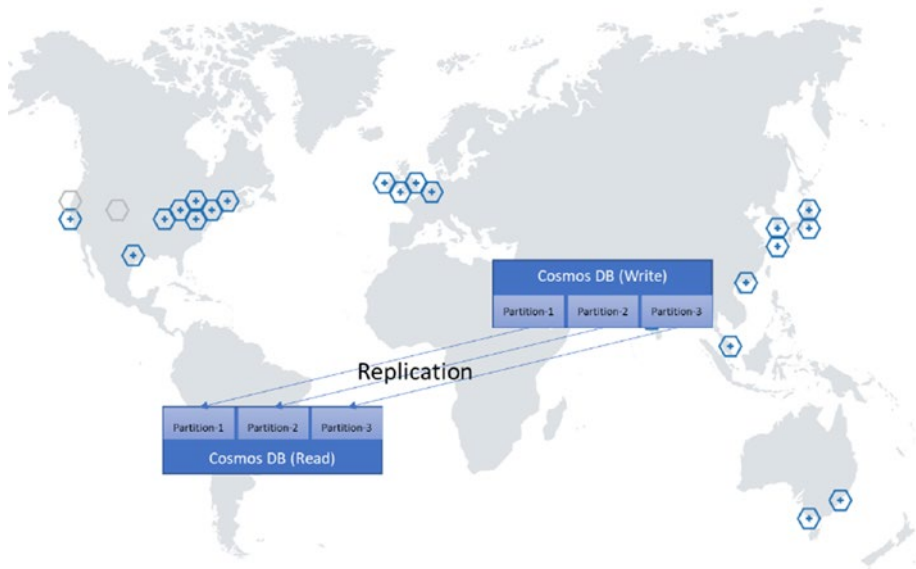 Cosmos DB (Write)
Partition-1 Partition-2 Partition-3
Replication
Partition-1 Partition-2 Partition-3
Cosmos DB (Read)